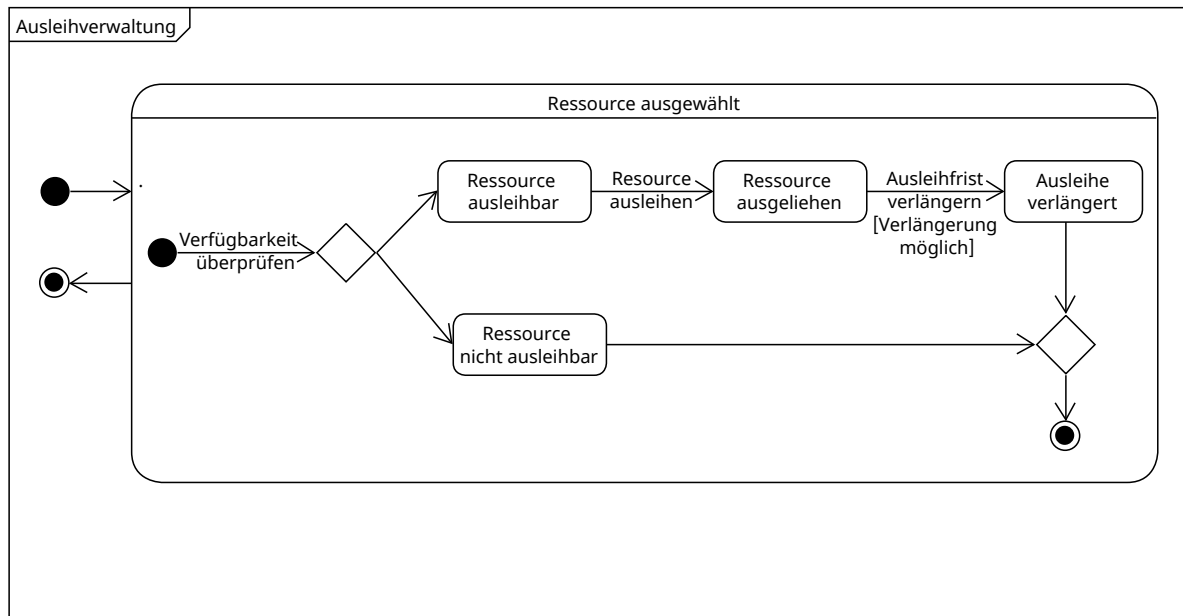 Ausleihverwaltung
Ressource ausgewählt
Ressource
ausleihbar
Resource
ausleihen
Ressource
ausgeliehen
Ausleihfrist
verlängern
[Verlängerung
möglich]
Ausleihe
verlängert
Verfügbarkeit
überprüfen
Ressource
nicht ausleihbar